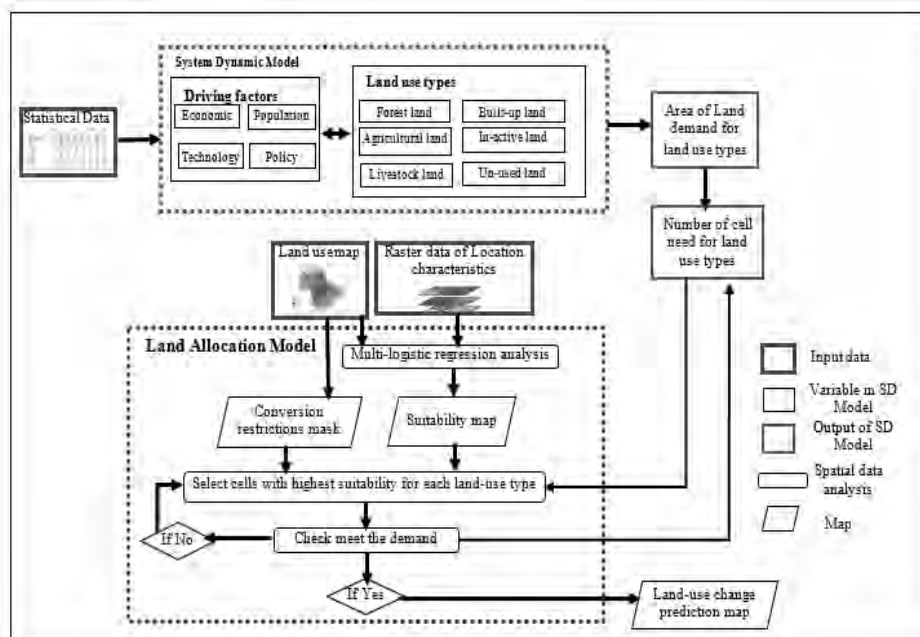 System Dynamic Model
Driving factors
Economic
Population
Technology
Policy
Land use types
Forest land
Build-up land
Agricultural land
In-active land
Livestock land
Un-used land
Statistical Data
Area of Land
demand for
land use types
Number of cell
need for land
use types
Land usemap
Raster data of Location
characteristics
Land Allocation Model
Multi-logistic regression analysis
Conversion
restrictions mask
Suitability map
Select cells with highest suitability for each land-use type
If No
Check meet the demand
If Yes
Land-use change
prediction map
Input data
Variable in SD
Model
Output of SD
Model
Spatial data
analysis
Map